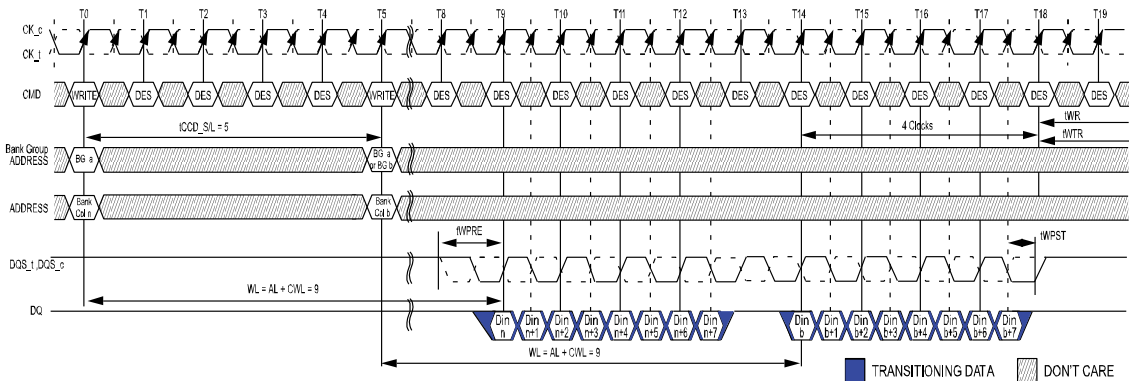 T0 T1 T2 T3 T4 T5 T8 T9 T10 T11 T12 T13 T14 T15 T16 T17 T18 T19
CK_c
CK_t
CMD WRITE DES DES DES DES WRITE DES DES DES DES DES DES DES DES DES DES DES DES
tCCD_S/L = 5
4 Clocks
tWR
tWTR
Bank Group
ADDRESS
BG a
BG a
or BG b
ADDRESS
Bank
Col n
Bank
Col b
tWPRE
tWPST
DQS_t ,DQS_c
WL = AL + CWL = 9
DQ
Din
n
Din
n+1
Din
n+2
Din
n+3
Din
n+4
Din
n+5
Din
n+6
Din
n+7
Din
b
Din
b+1
Din
b+2
Din
b+3
Din
b+4
Din
b+5
Din
b+6
Din
b+7
WL = AL + CWL = 9
TRANSITIONING DATA
DON'T CARE